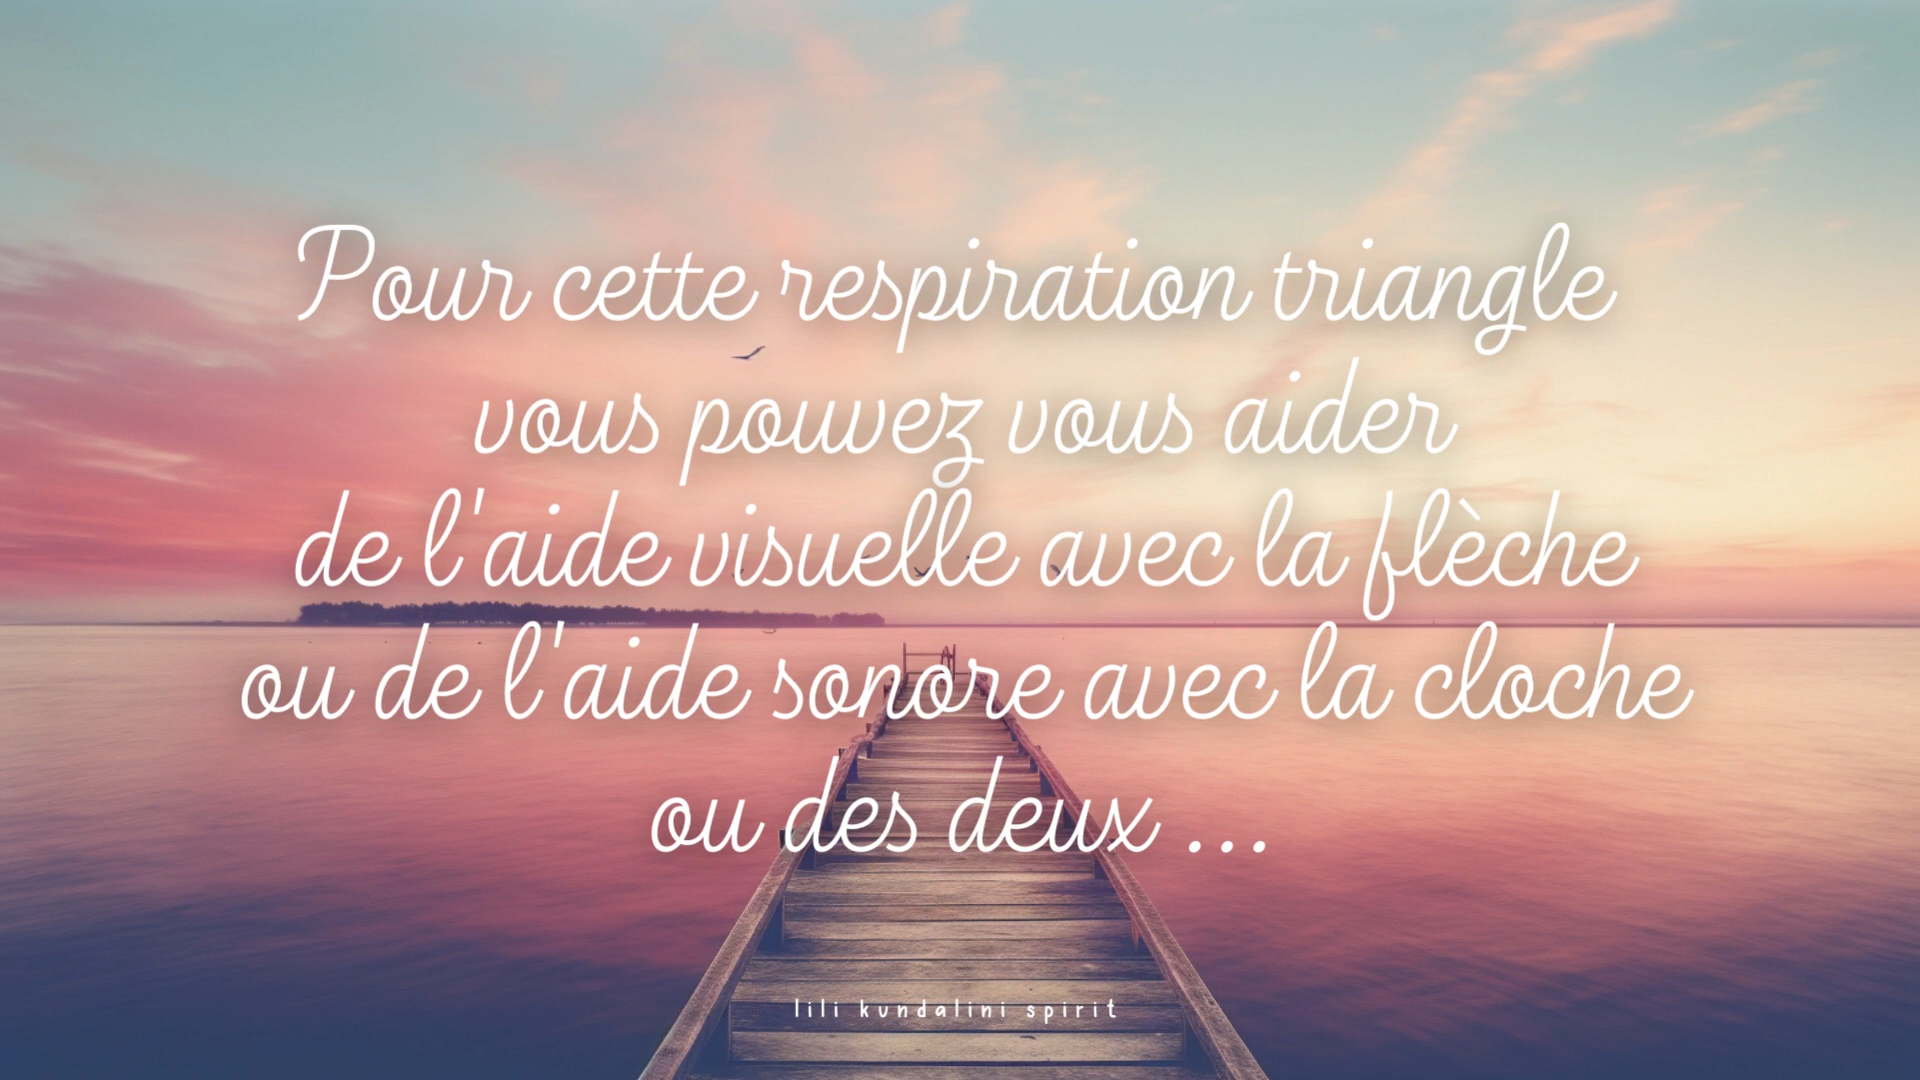 Pour cette respiration triangle
vous pouvez vous aider
de l'aide visuelle avec la flèche
ou de l'aide sonore avec la cloche
ou des deux ...
lili kundalini spirit